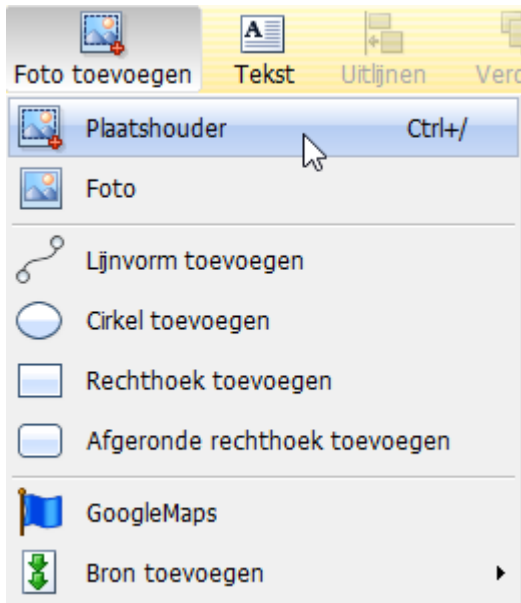 Foto toevoegen Tekst Uitlijnen
Plaatshouder Ctrl+/
Foto
Lijnvorm toevoegen
Cirkel toevoegen
Rechthoek toevoegen
Afgeronde rechthoek toevoegen
GoogleMaps
Bron toevoegen